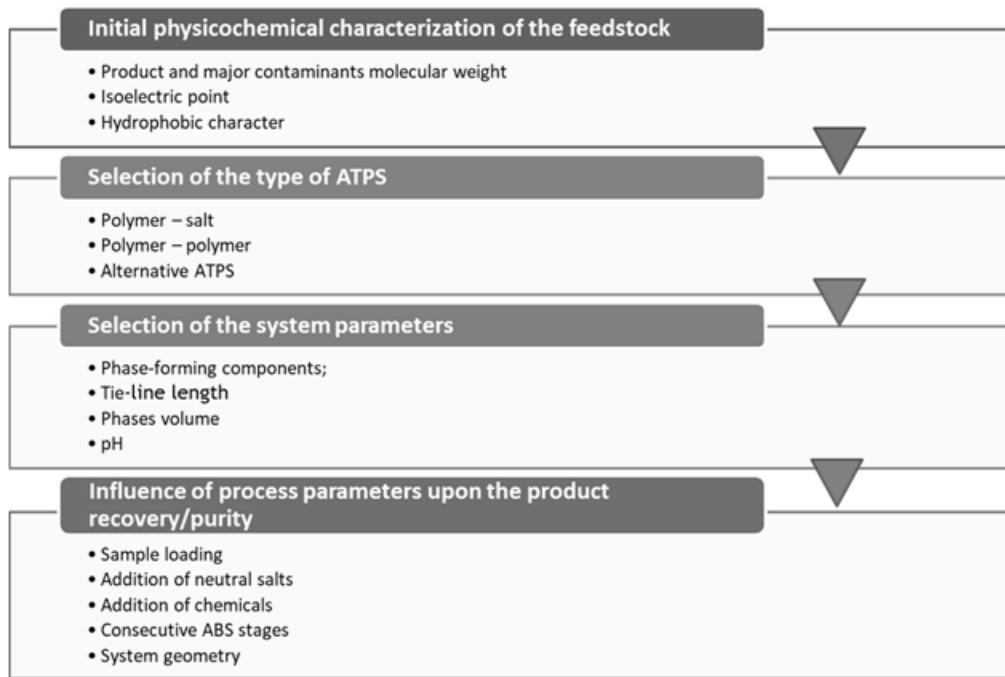 Initial physicochemical characterization of the feedstock
• Product and major contaminants molecular weight
• Isoelectric point
• Hydrophobic character
Selection of the type of ATPS
• Polymer – salt
• Polymer – polymer
• Alternative ATPS
Selection of the system parameters
• Phase-forming components;
• Tie-line length
• Phases volume
• pH
Influence of process parameters upon the product
recovery/purity
• Sample loading
• Addition of neutral salts
• Addition of chemicals
• Consecutive ABS stages
• System geometry